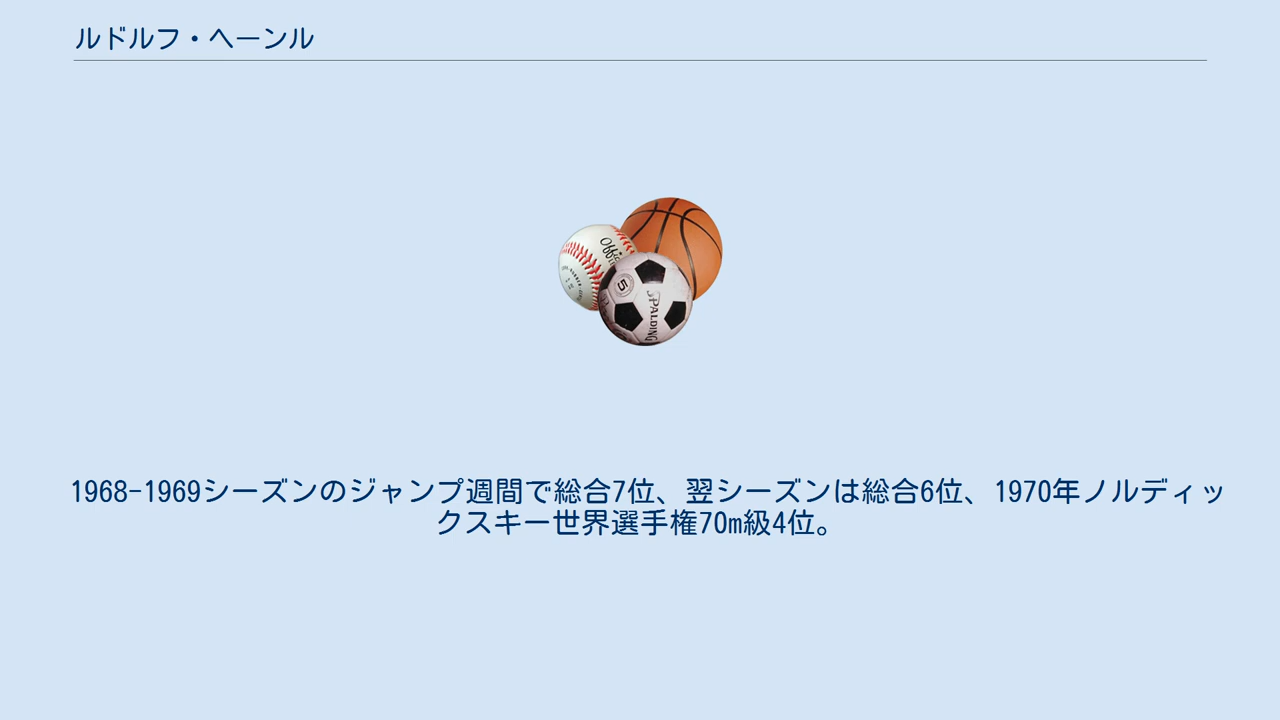 ルドルフ・ヘーンル
Offic
5
SPALDING
1968-1969シーズンのジャンプ週間で総合7位、翌シーズンは総合6位、1970年ノルディッ
クスキー世界選手権70m級4位。